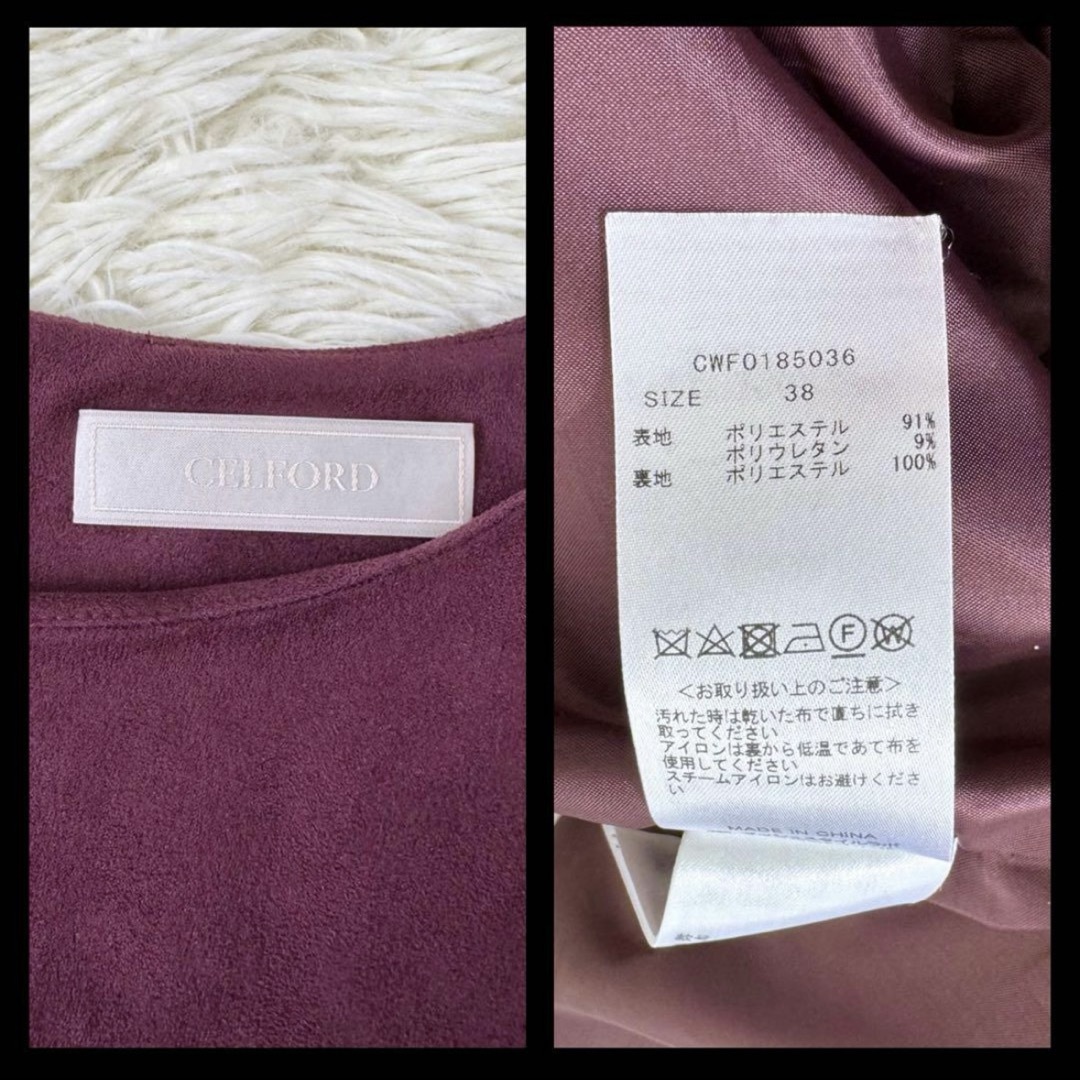 CELFORD
CWF0185036
SIZE 38
表地 ポリエステル 91%
ポリウレタン 9%
裏地 ポリエステル 100%
F W
<お取り扱い上のご注意>
汚れた時は乾いた布で直ちに拭き
取ってください
アイロンは裏から低温であて布を
使用してください
スチームアイロンはお避けくださ
い
MADE IN CHINA